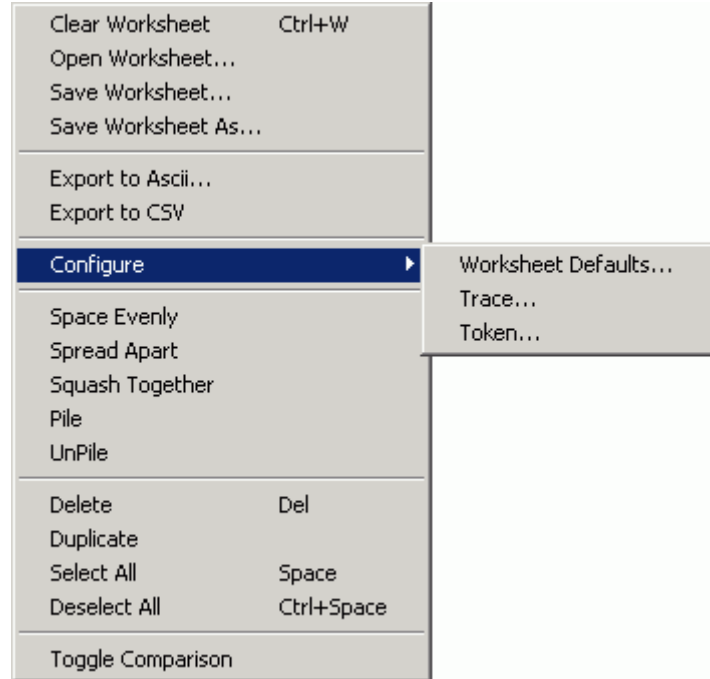 Clear Worksheet Ctrl+W
Open Worksheet...
Save Worksheet...
Save Worksheet As...
Export to Ascii...
Export to CSV
Configure
Worksheet Defaults...
Trace...
Token...
Space Evenly
Spread Apart
Squash Together
Pile
UnPile
Delete Del
Duplicate
Select All Space
Deselect All Ctrl+Space
Toggle Comparison